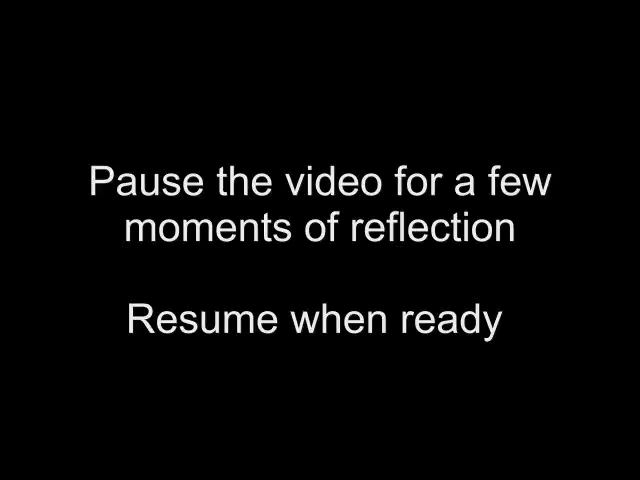 Pause the video for a few
moments of reflection
Resume when ready